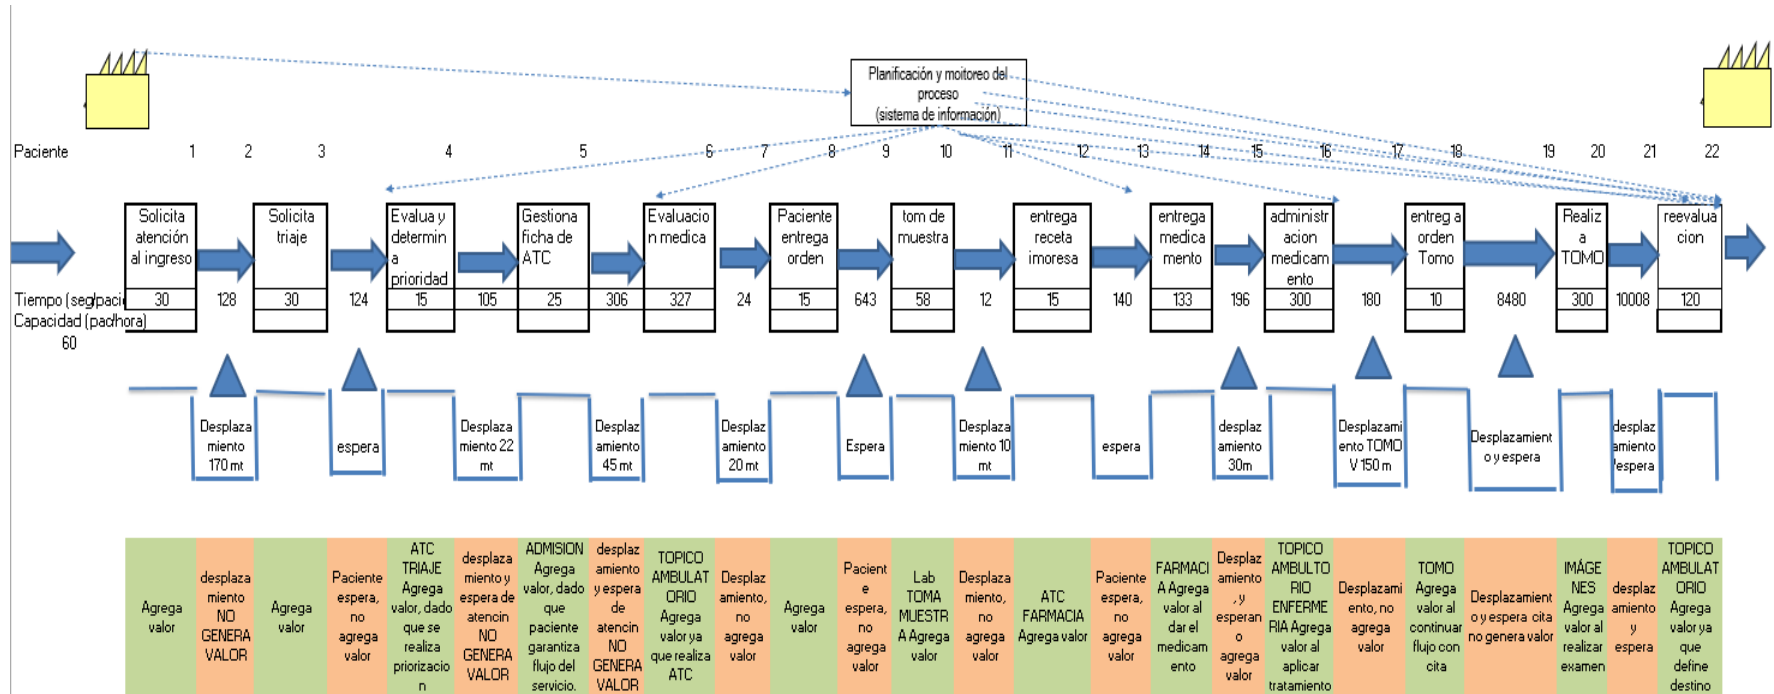 Planificación y moitoreo del
proceso
(sistema de información)
Paciente 1 2 3 4 5 6 7 8 9 10 11 12 13 14 15 16 17 18 19 20 21 22
Solicita
atención
al ingreso
Solicita
triaje
Evalua y
determin
a
prioridad
Gestiona
ficha de
ATC
Evaluacio
n medica
Paciente
entrega
orden
tom de
muestra
entrega
receta
imoresa
entrega
medica
mento
administr
acion
medicam
ento
entreg a
orden
Tomo
Realiz
a
TOMO
reevalua
cion
Tiempo (seg/paci 30 128 30 124 15 105 25 306 327 24 15 643 58 12 15 140 133 196 300 180 10 8480 300 10008 120
Capacidad (pac/hora)
60
Desplaza
miento
170 mt
espera
Desplaza
miento 22
mt
Desplaz
amiento
45 mt
Desplaz
amiento
20 mt
Espera
Desplaza
miento 10
mt
espera
desplaz
amiento
30m
Desplazami
ento TOMO
V 150 m
Desplazamient
o y espera
desplaz
amiento
/espera
Agrega
valor
desplaza
miento
NO
GENERA
VALOR
Agrega
valor
Paciente
espera,
no
agrega
valor
ATC
TRIAJE
Agrega
valor, dado
que se
realiza
priorizacio
n
desplaza
miento y
espera de
atencin
NO
GENERA
VALOR
ADMISION
Agrega
valor, dado
que
paciente
garantiza
flujo del
servicio.
desplaz
amiento
y espera
de
atencin
NO
GENERA
VALOR
TOPICO
AMBULAT
ORIO
Agrega
valor ya
que realiza
ATC
Desplaz
amiento,
no
agrega
valor
Agrega
valor
Pacient
e
espera,
no
agrega
valor
Lab
TOMA
MUESTR
A Agrega
valor
Desplaza
miento,
no
agrega
valor
ATC
FARMACIA
Agrega valor
Paciente
espera, no
agrega
valor
FARMACI
A Agrega
valor al
dar el
medicam
ento
Desplaz
amiento
, y
esperan
o
agrega
valor
TOPICO
AMBULTO
RIO
ENFERME
RIA Agrega
valor al
aplicar
tratamiento
Desplazami
ento, no
agrega
valor
TOMO
Agrega
valor al
continuar
flujo con
cita
Desplazamient
o y espera cita
no genera valor
IMÁGE
NES
Agrega
valor al
realizar
examen
desplaz
amiento
y
espera
TOPICO
AMBULAT
ORIO
Agrega
valor ya
que
define
destino